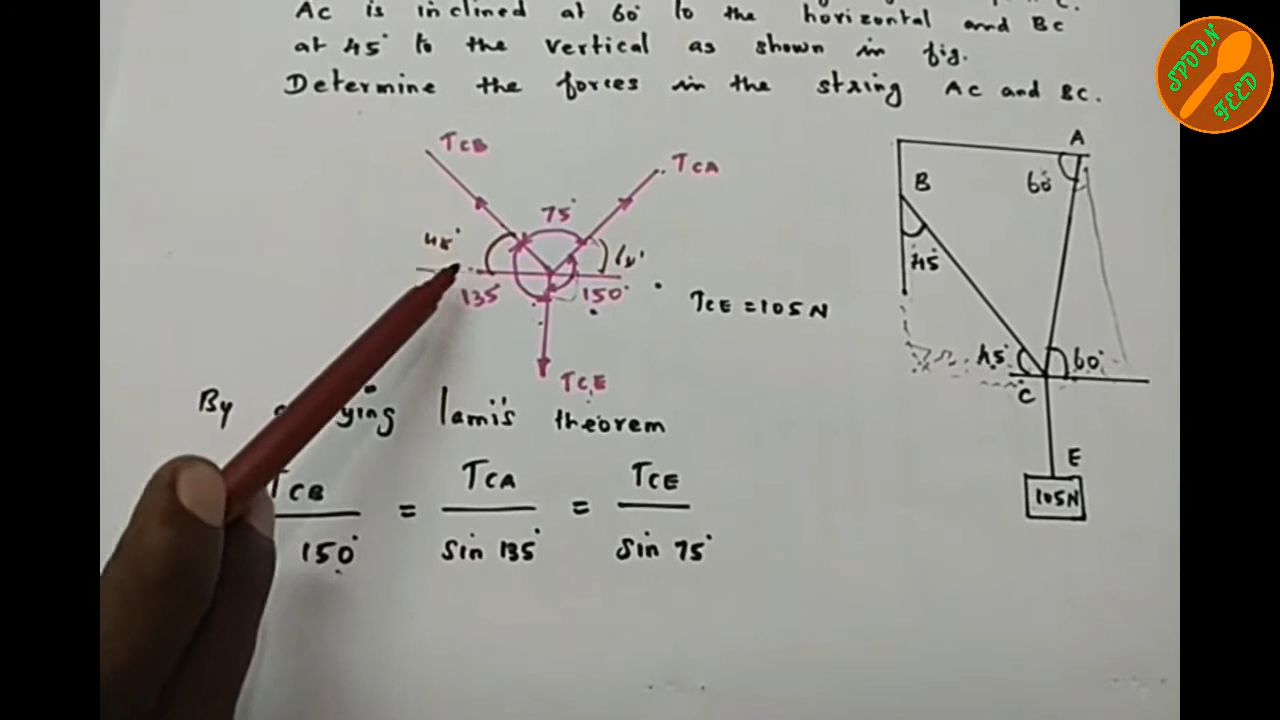 AC is inclined at 60° to the horizontal and BC
at 45° to the vertical as shown in fig.
Determine the forces in the string AC and BC.
SPOON FEED
TCB
TCA
75°
45°
135°
150°
TCE = 105N
TCE
A
60°
B
45
45°
60°
C
E
105N
By lami's theorem
TCB = TCA = TCE
150° sin 135° sin 75°